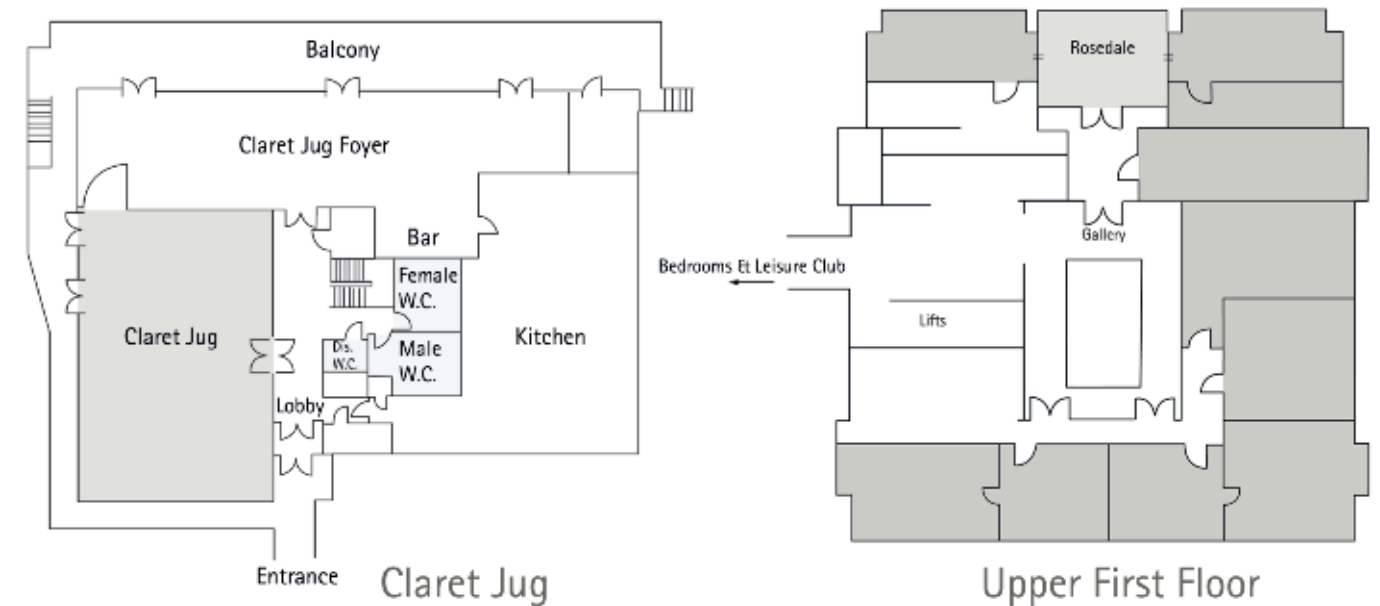 Balcony
Claret Jug Foyer
Bar
Female
W.C.
Claret Jug
Dis.
W.C.
Male
W.C.
Kitchen
Lobby
Entrance
Claret Jug
Rosedale
Gallery
Bedrooms & Leisure Club
Lifts
Upper First Floor